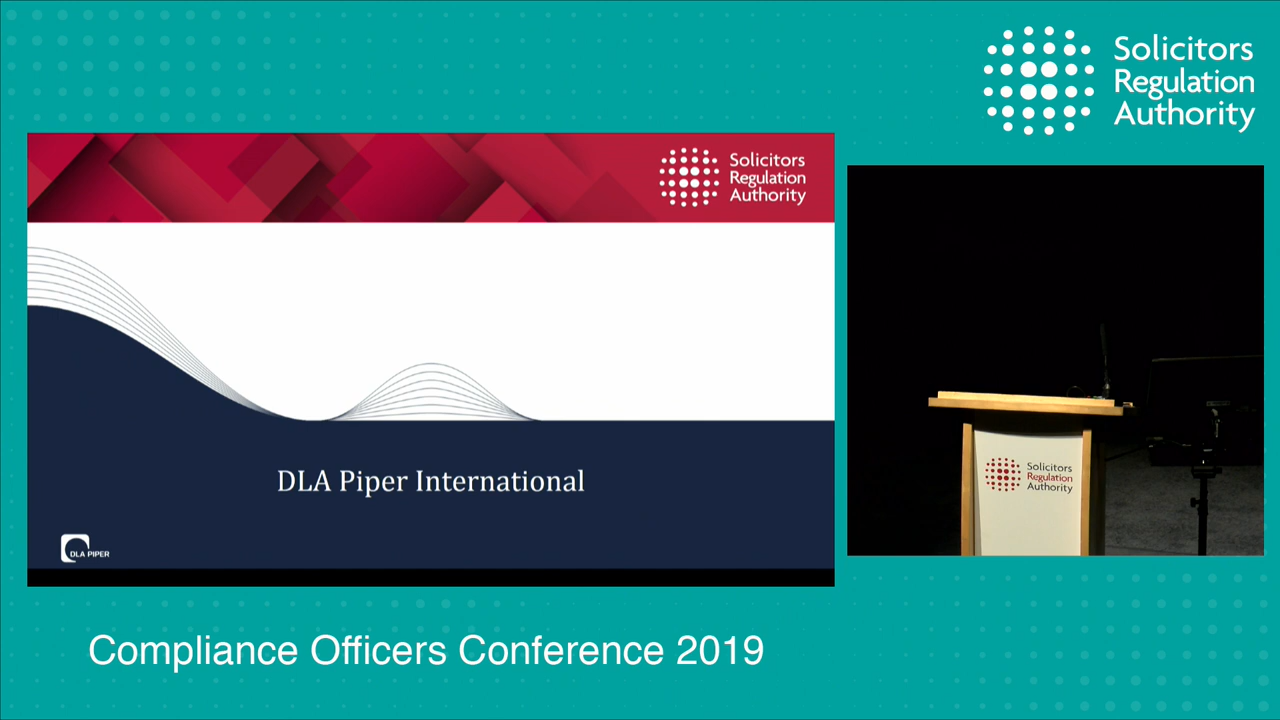 Solicitors
Regulation
Authority
Solicitors
Regulation
Authority
DLA Piper International
DLA PIPER
Solicitors
Regulation
Authority
Compliance Officers Conference 2019